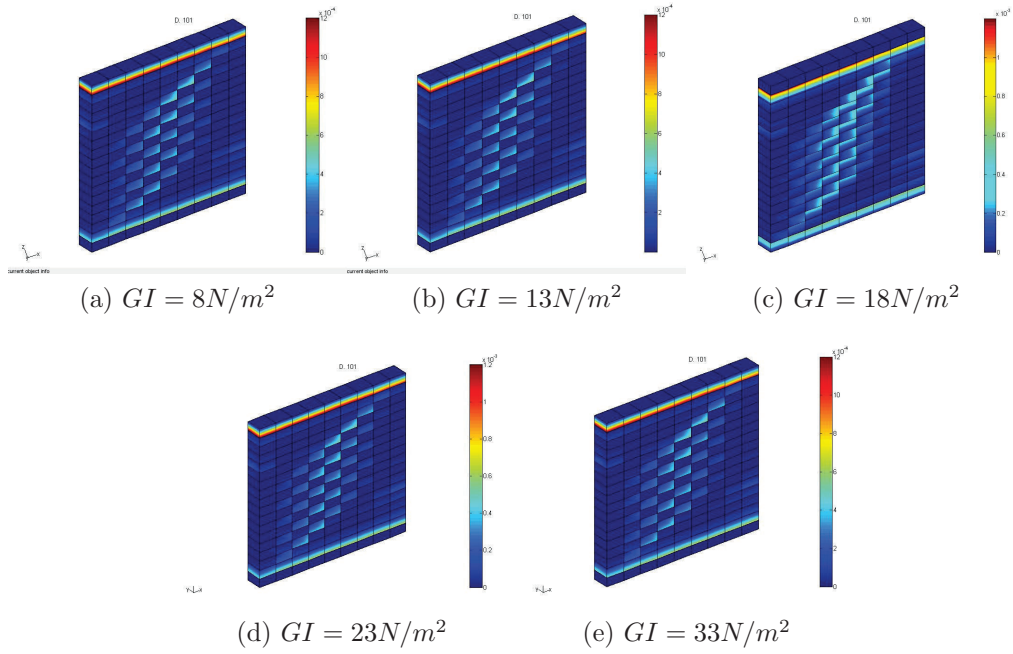 D. 101
x 10⁻⁴
12
10
8
6
4
2
0
Z
Y
X
current object info
(a) GI = 8N/m²
D. 101
x 10⁻⁴
12
10
8
6
4
2
0
Z
Y
X
current object info
(b) GI = 13N/m²
D. 101
1
0.8
0.6
0.4
0.2
0
Z
Y
X
(c) GI = 18N/m²
D. 101
x 10⁻³
1.2
1
0.8
0.6
0.4
0.2
0
Y
X
(d) GI = 23N/m²
D. 101
x 10⁻⁴
12
10
8
6
4
2
0
Y
X
(e) GI = 33N/m²